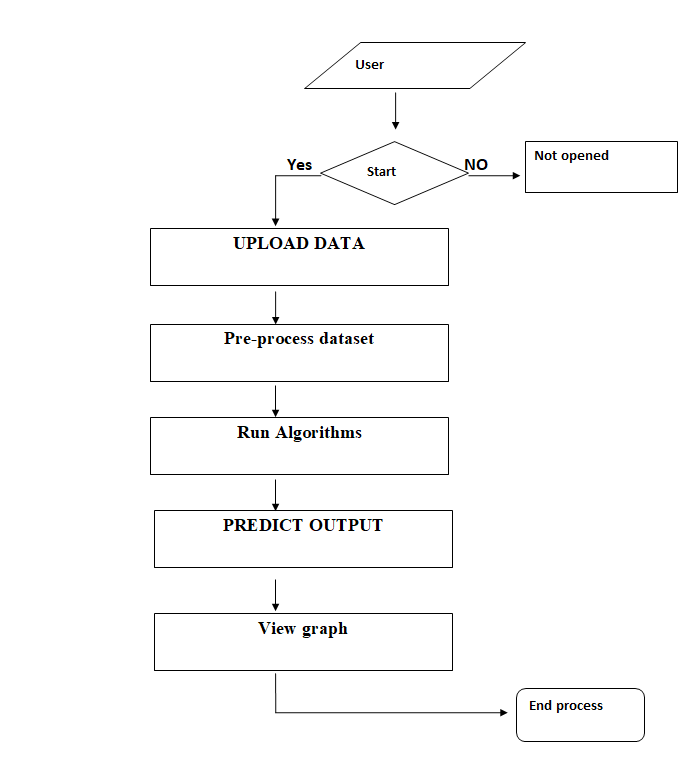 User
Yes
Start
NO
Not opened
UPLOAD DATA
Pre-process dataset
Run Algorithms
PREDICT OUTPUT
View graph
End process